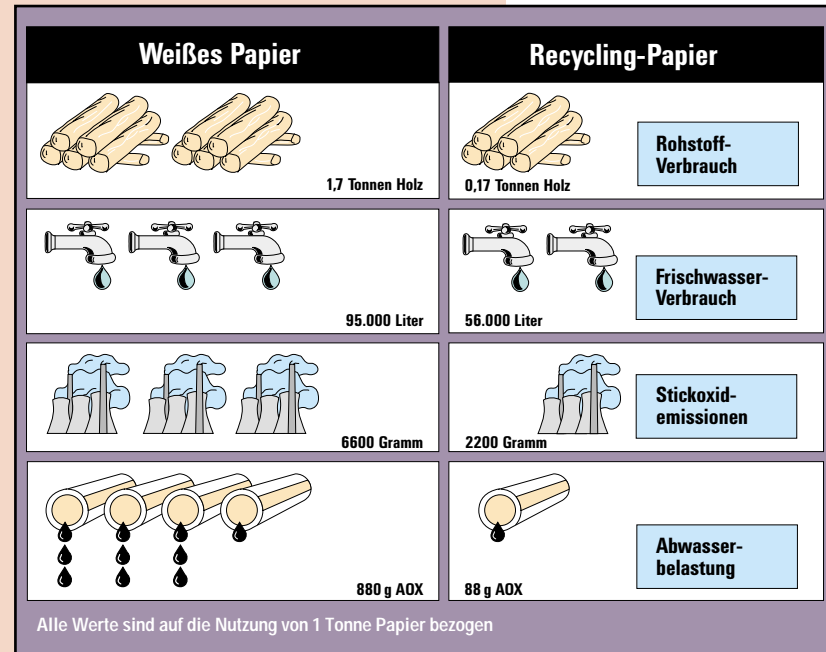 Weißes Papier
Recycling-Papier
1,7 Tonnen Holz
0,17 Tonnen Holz
Rohstoff-
Verbrauch
95.000 Liter
56.000 Liter
Frischwasser-
Verbrauch
6600 Gramm
2200 Gramm
Stickoxid-
emissionen
880 g AOX
88 g AOX
Abwasser-
belastung
Alle Werte sind auf die Nutzung von 1 Tonne Papier bezogen